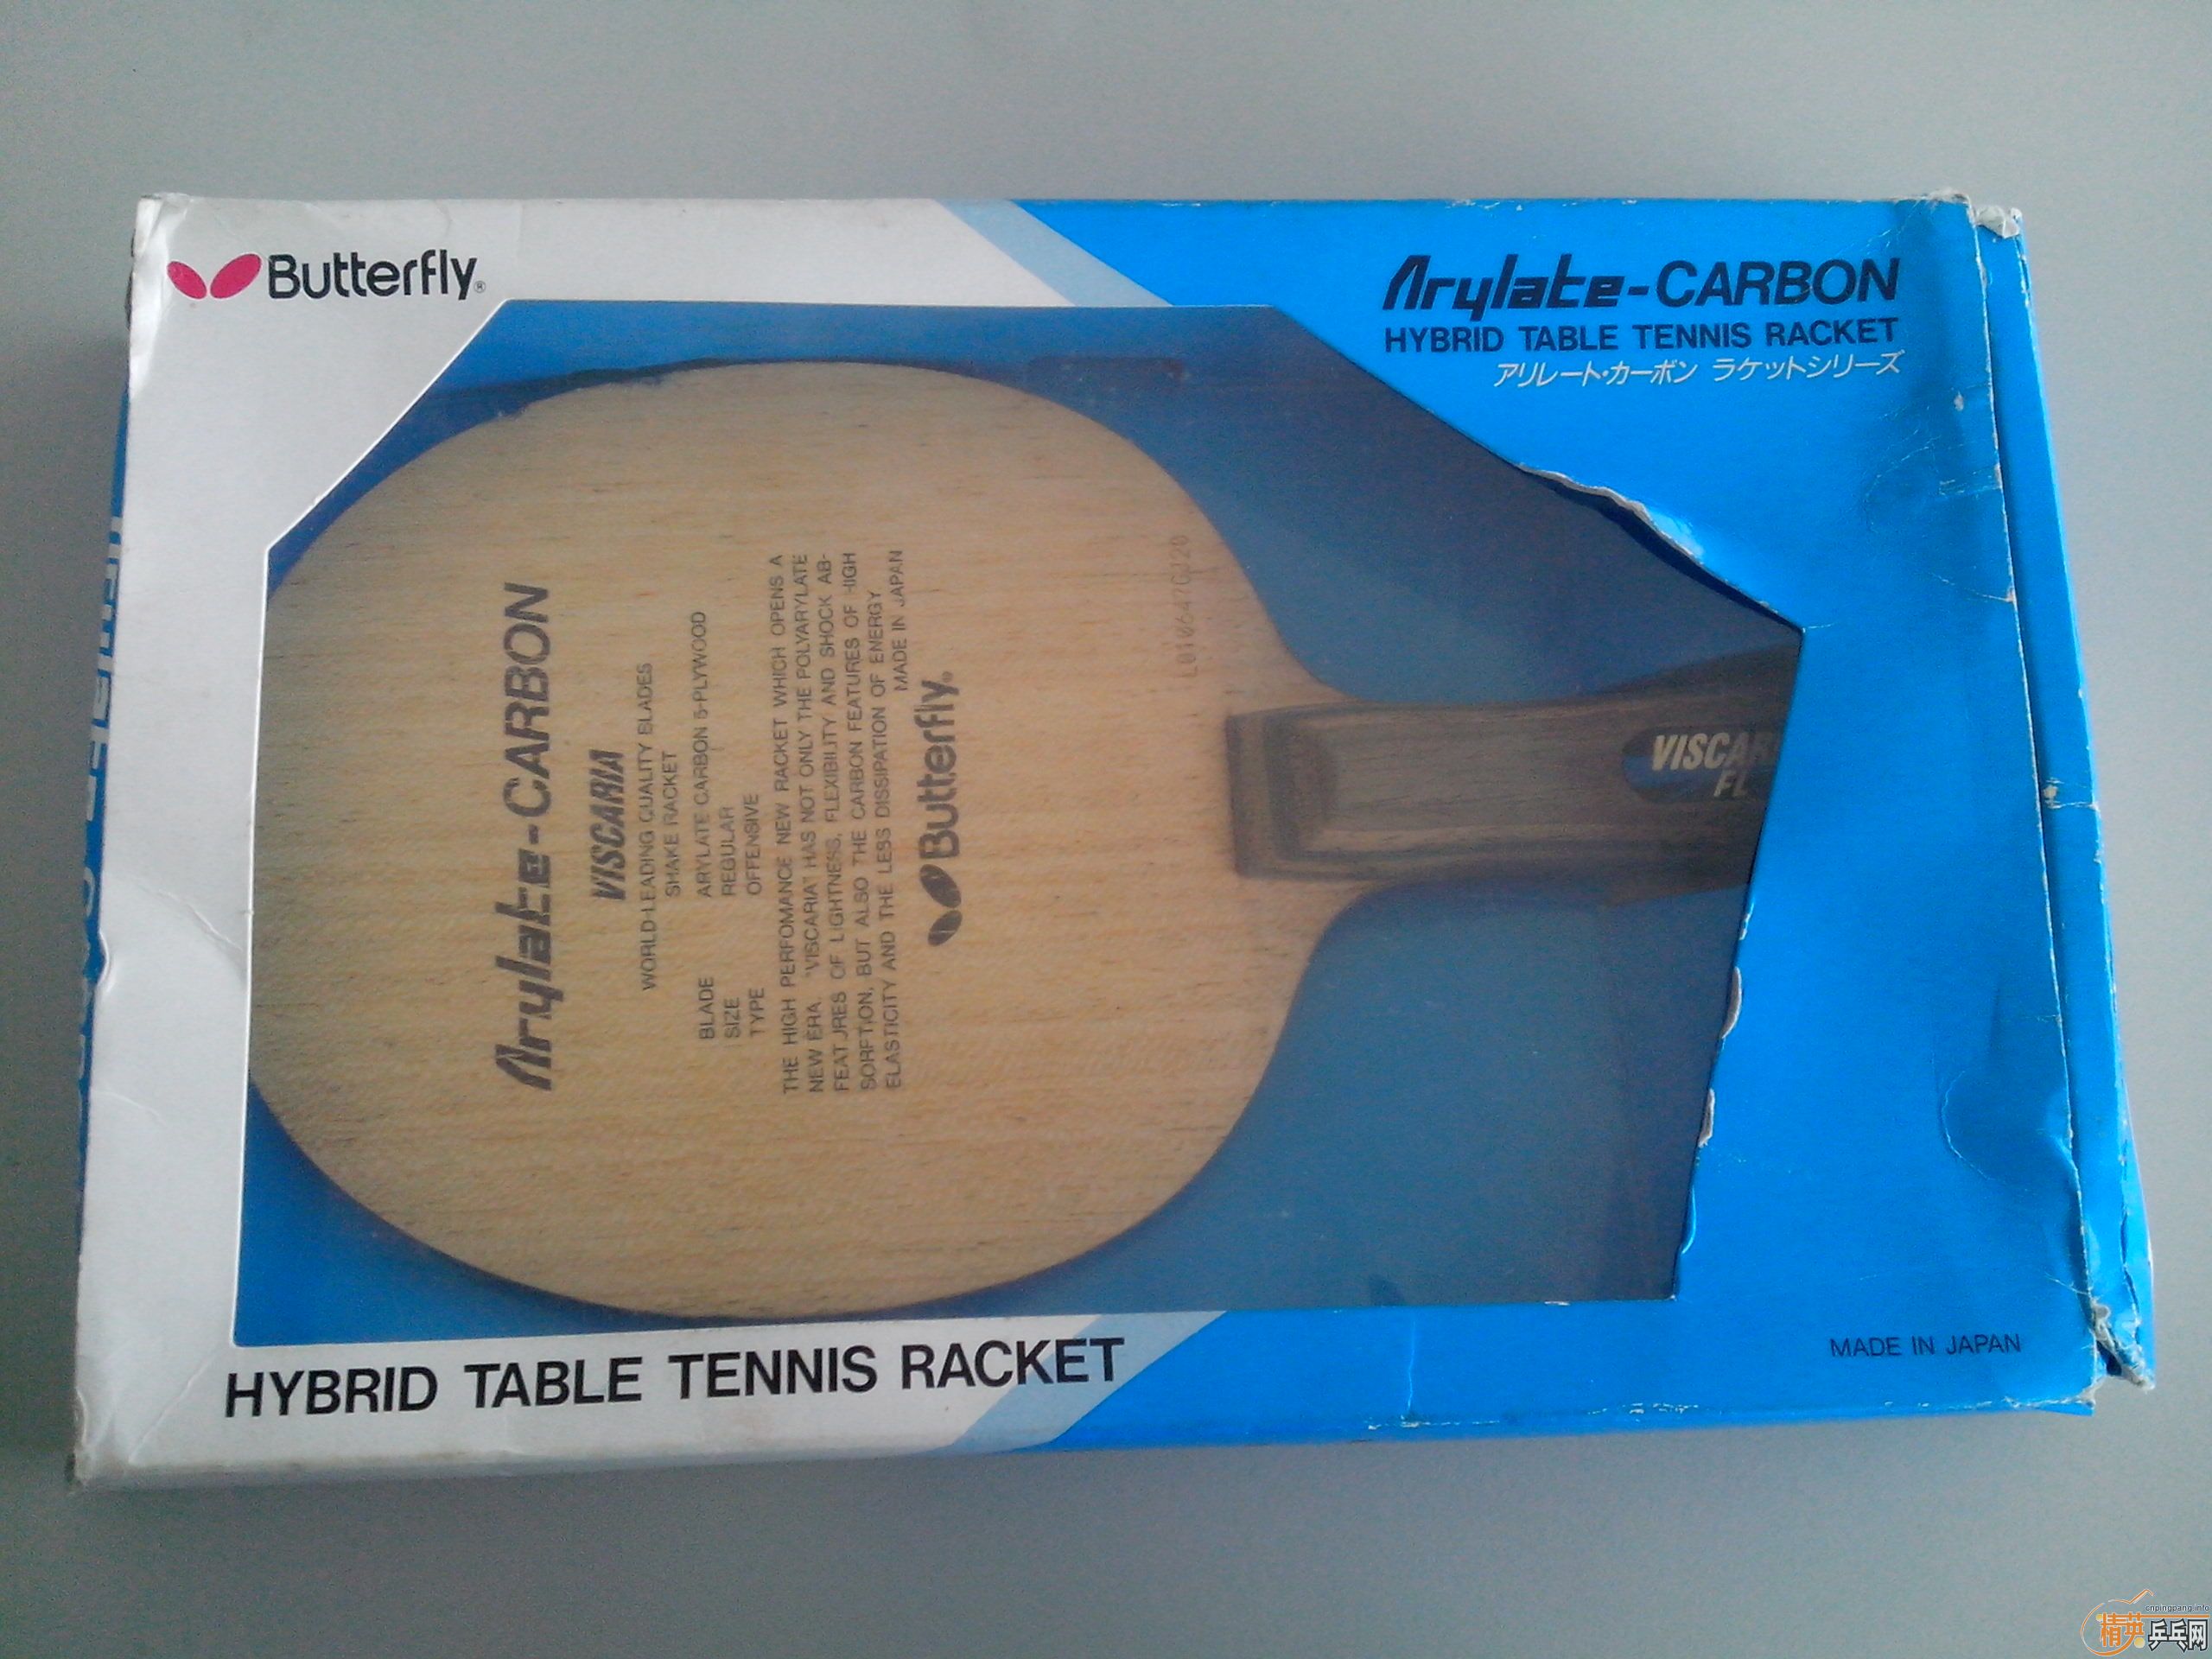 Butterfly®
Arylate-CARBON
HYBRID TABLE TENNIS RACKET
アリレート・カーボン ラケットシリーズ
Arylate-CARBON
VISCARIA
WORLD-LEADING QUALITY BLADES
SHAKE RACKET
BLADE ARYLATE CARBON 5-PLYWOOD
SIZE REGULAR
TYPE OFFENSIVE
THE HIGH PERFOMANCE NEW RACKET WHICH OPENS A
NEW ERA. "VISCARIA" HAS NOT ONLY THE POLYARYLATE
FEATURES OF LIGHTNESS, FLEXIBILITY AND SHOCK AB-
SORPTION, BUT ALSO THE CARBON FEATURES OF HIGH
ELASTICITY AND THE LESS DISSIPATION OF ENERGY
MADE IN JAPAN
Butterfly®
VISCAR
FL
HYBRID TABLE TENNIS RACKET
MADE IN JAPAN
cnpingpang.info
精英乒乓网